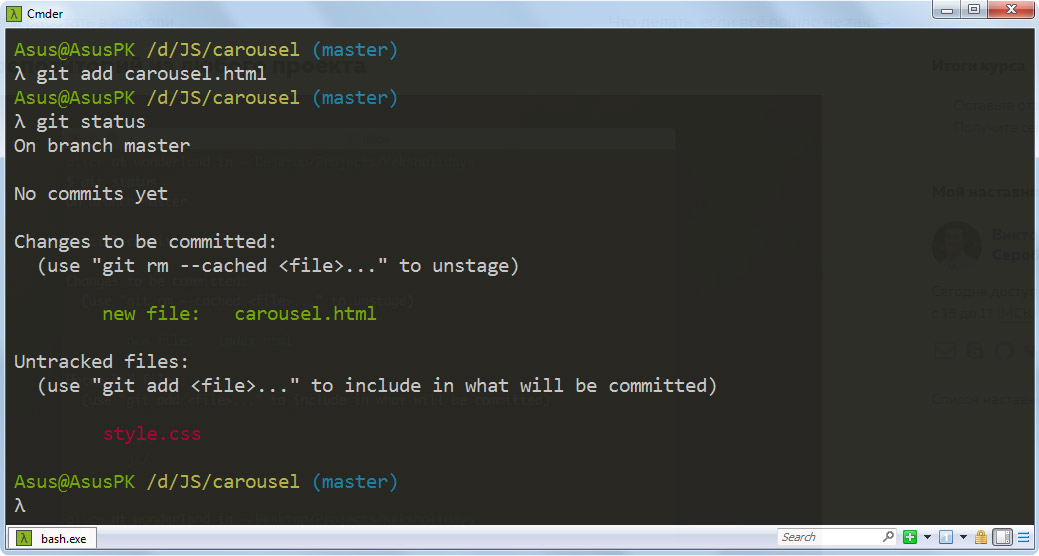 Cmder
Asus@AsusPK /d/JS/carousel (master)
λ git add carousel.html
Asus@AsusPK /d/JS/carousel (master)
λ git status
On branch master
No commits yet
Changes to be committed:
(use "git rm --cached <file>..." to unstage)
new file: carousel.html
Untracked files:
(use "git add <file>..." to include in what will be committed)
style.css
Asus@AsusPK /d/JS/carousel (master)
λ
bash.exe
Search